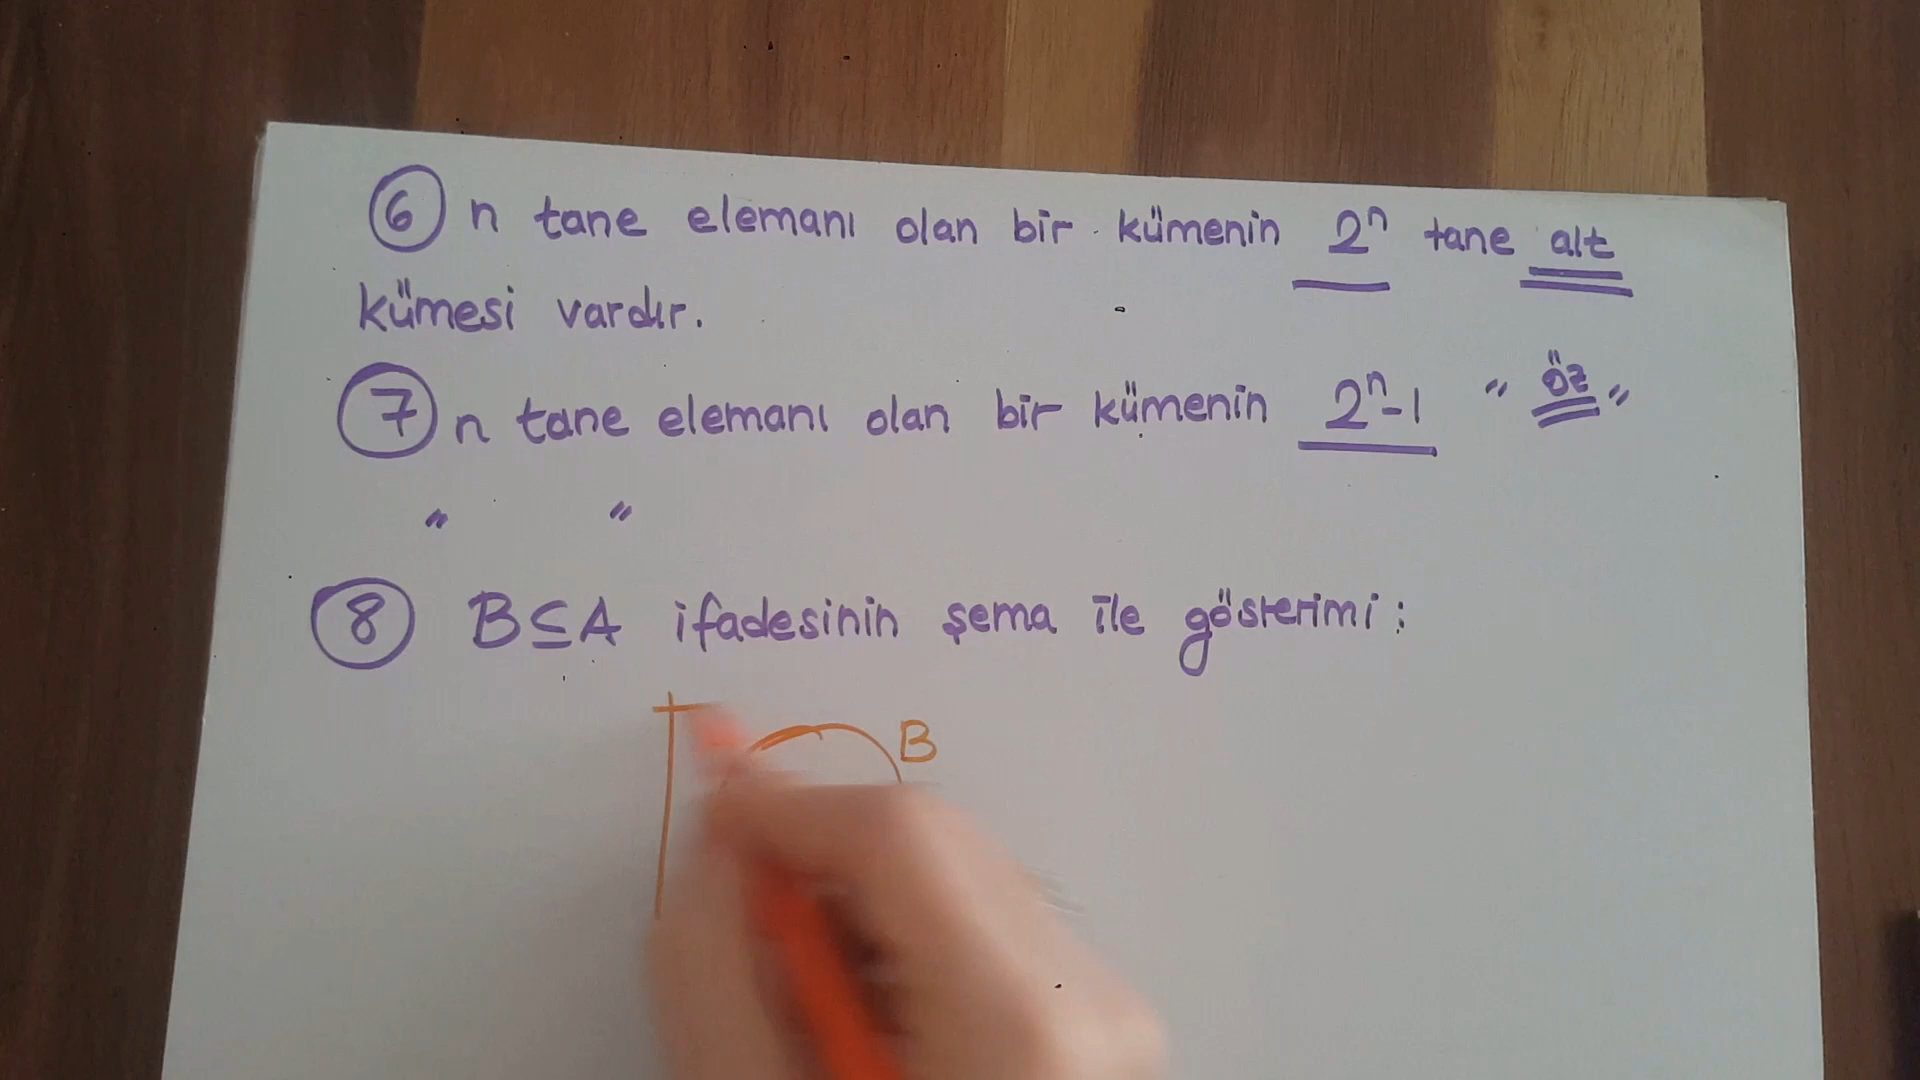 6 n tane elemanı olan bir kümenin 2ⁿ tane alt
kümesi vardır.
7 n tane elemanı olan bir kümenin 2ⁿ-1 " öz "
" "
8 B⊆A ifadesinin şema ile gösterimi:
B